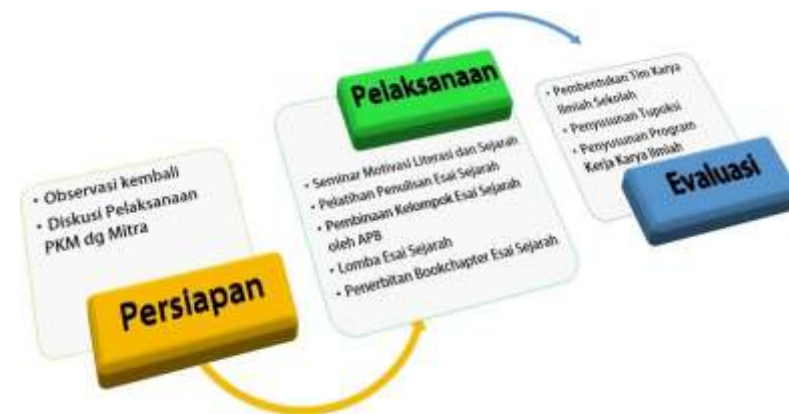 • Observasi kembali
• Diskusi Pelaksanaan
PKM dg Mitra
Persiapan
Pelaksanaan
• Seminar Motivasi Literasi dan Sejarah
• Pelatihan Penulisan Esai Sejarah
• Pembinaan Kelompok Esai Sejarah
oleh APB
• Lomba Esai Sejarah
• Penerbitan Bookchapter Esai Sejarah
• Pembentukan Tim Karya
Ilmiah Sekolah
• Penyusunan Tupoksi
• Penyusunan Program
Kerja Karya Ilmiah
Evaluasi